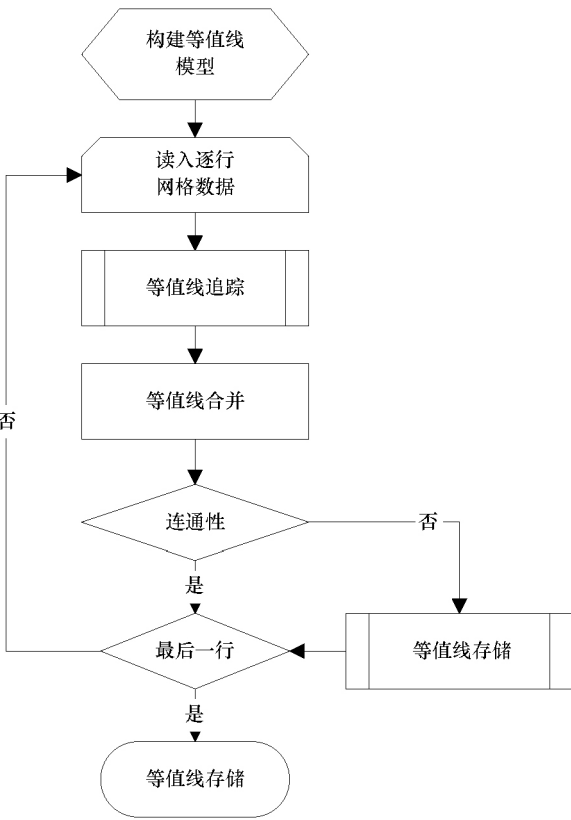 构建等值线
模型
读入逐行
网格数据
等值线追踪
等值线合并
否
连通性
否
是
最后一行
等值线存储
是
等值线存储